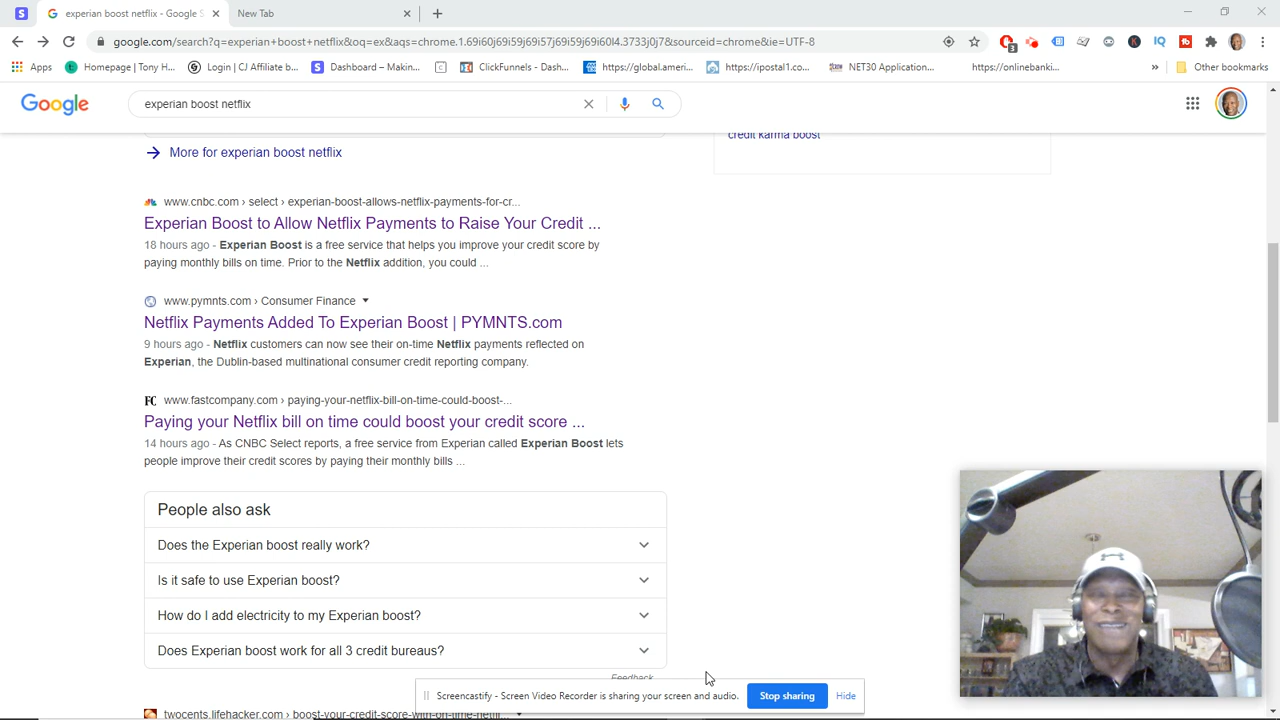 experian boost netflix - Google S
New Tab
google.com/search?q=experian+boost+netflix&oq=ex&aqs=chrome.1.69i60j69i59j69i57j69i59j69i60l4.3733j0j7&sourceid=chrome&ie=UTF-8
3
Apps
Homepage | Tony H...
Login | CJ Affiliate b...
Dashboard – Makin...
ClickFunnels - Dash...
https://global.ameri...
https://ipostal1.co...
NET30 Application...
https://onlinebanki...
Other bookmarks
Google
experian boost netflix
credit karma boost
More for experian boost netflix
www.cnbc.com › select › experian-boost-allows-netflix-payments-for-cr...
Experian Boost to Allow Netflix Payments to Raise Your Credit ...
18 hours ago - Experian Boost is a free service that helps you improve your credit score by
paying monthly bills on time. Prior to the Netflix addition, you could ...
www.pymnts.com › Consumer Finance
Netflix Payments Added To Experian Boost | PYMNTS.com
9 hours ago - Netflix customers can now see their on-time Netflix payments reflected on
Experian, the Dublin-based multinational consumer credit reporting company.
FC www.fastcompany.com › paying-your-netflix-bill-on-time-could-boost-...
Paying your Netflix bill on time could boost your credit score ...
14 hours ago - As CNBC Select reports, a free service from Experian called Experian Boost lets
people improve their credit scores by paying their monthly bills ...
People also ask
Does the Experian boost really work?
Is it safe to use Experian boost?
How do I add electricity to my Experian boost?
Does Experian boost work for all 3 credit bureaus?
Feedback
Screencastify - Screen Video Recorder is sharing your screen and audio.
Stop sharing
Hide
twocents.lifehacker.com › boost-your-credit-score-with-on-time-netfli...